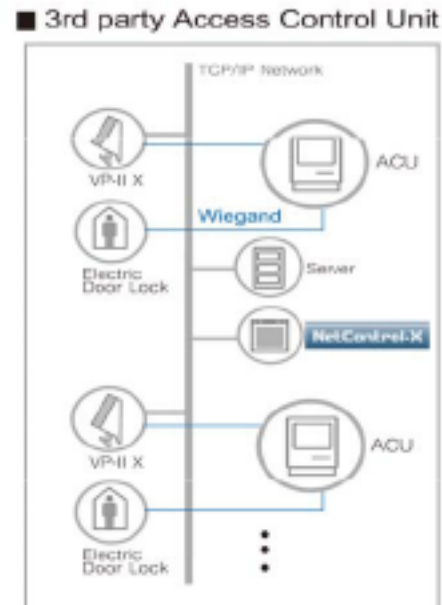 ■ 3rd party Access Control Unit
TCP/IP Network
VP-II X
ACU
Wiegand
Electric
Door Lock
Server
NetControl-X
VP-II X
ACU
Electric
Door Lock